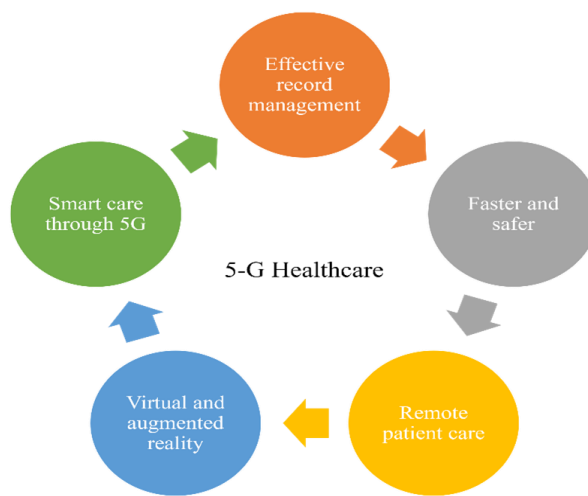 Effective
record
management
Faster and
safer
Remote
patient care
Virtual and
augmented
reality
Smart care
through 5G
5-G Healthcare